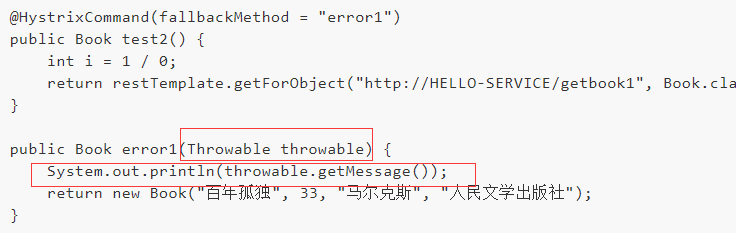 @HystrixCommand(fallbackMethod = "error1")
public Book test2() {
    int i = 1 / 0;
    return restTemplate.getForObject("http://HELLO-SERVICE/getbook1", Book.cla
}

public Book error1(Throwable throwable) {
    System.out.println(throwable.getMessage());
    return new Book("百年孤独", 33, "马尔克斯", "人民文学出版社");
}